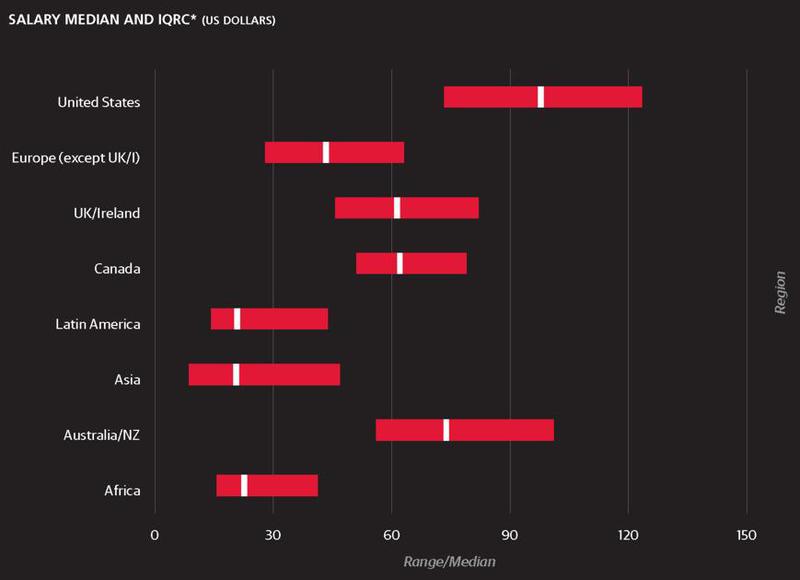 SALARY MEDIAN AND IQRC* (US DOLLARS)
United States
Europe (except UK/I)
UK/Ireland
Canada
Latin America
Asia
Australia/NZ
Africa
Region
0 30 60 90 120 150
Range/Median